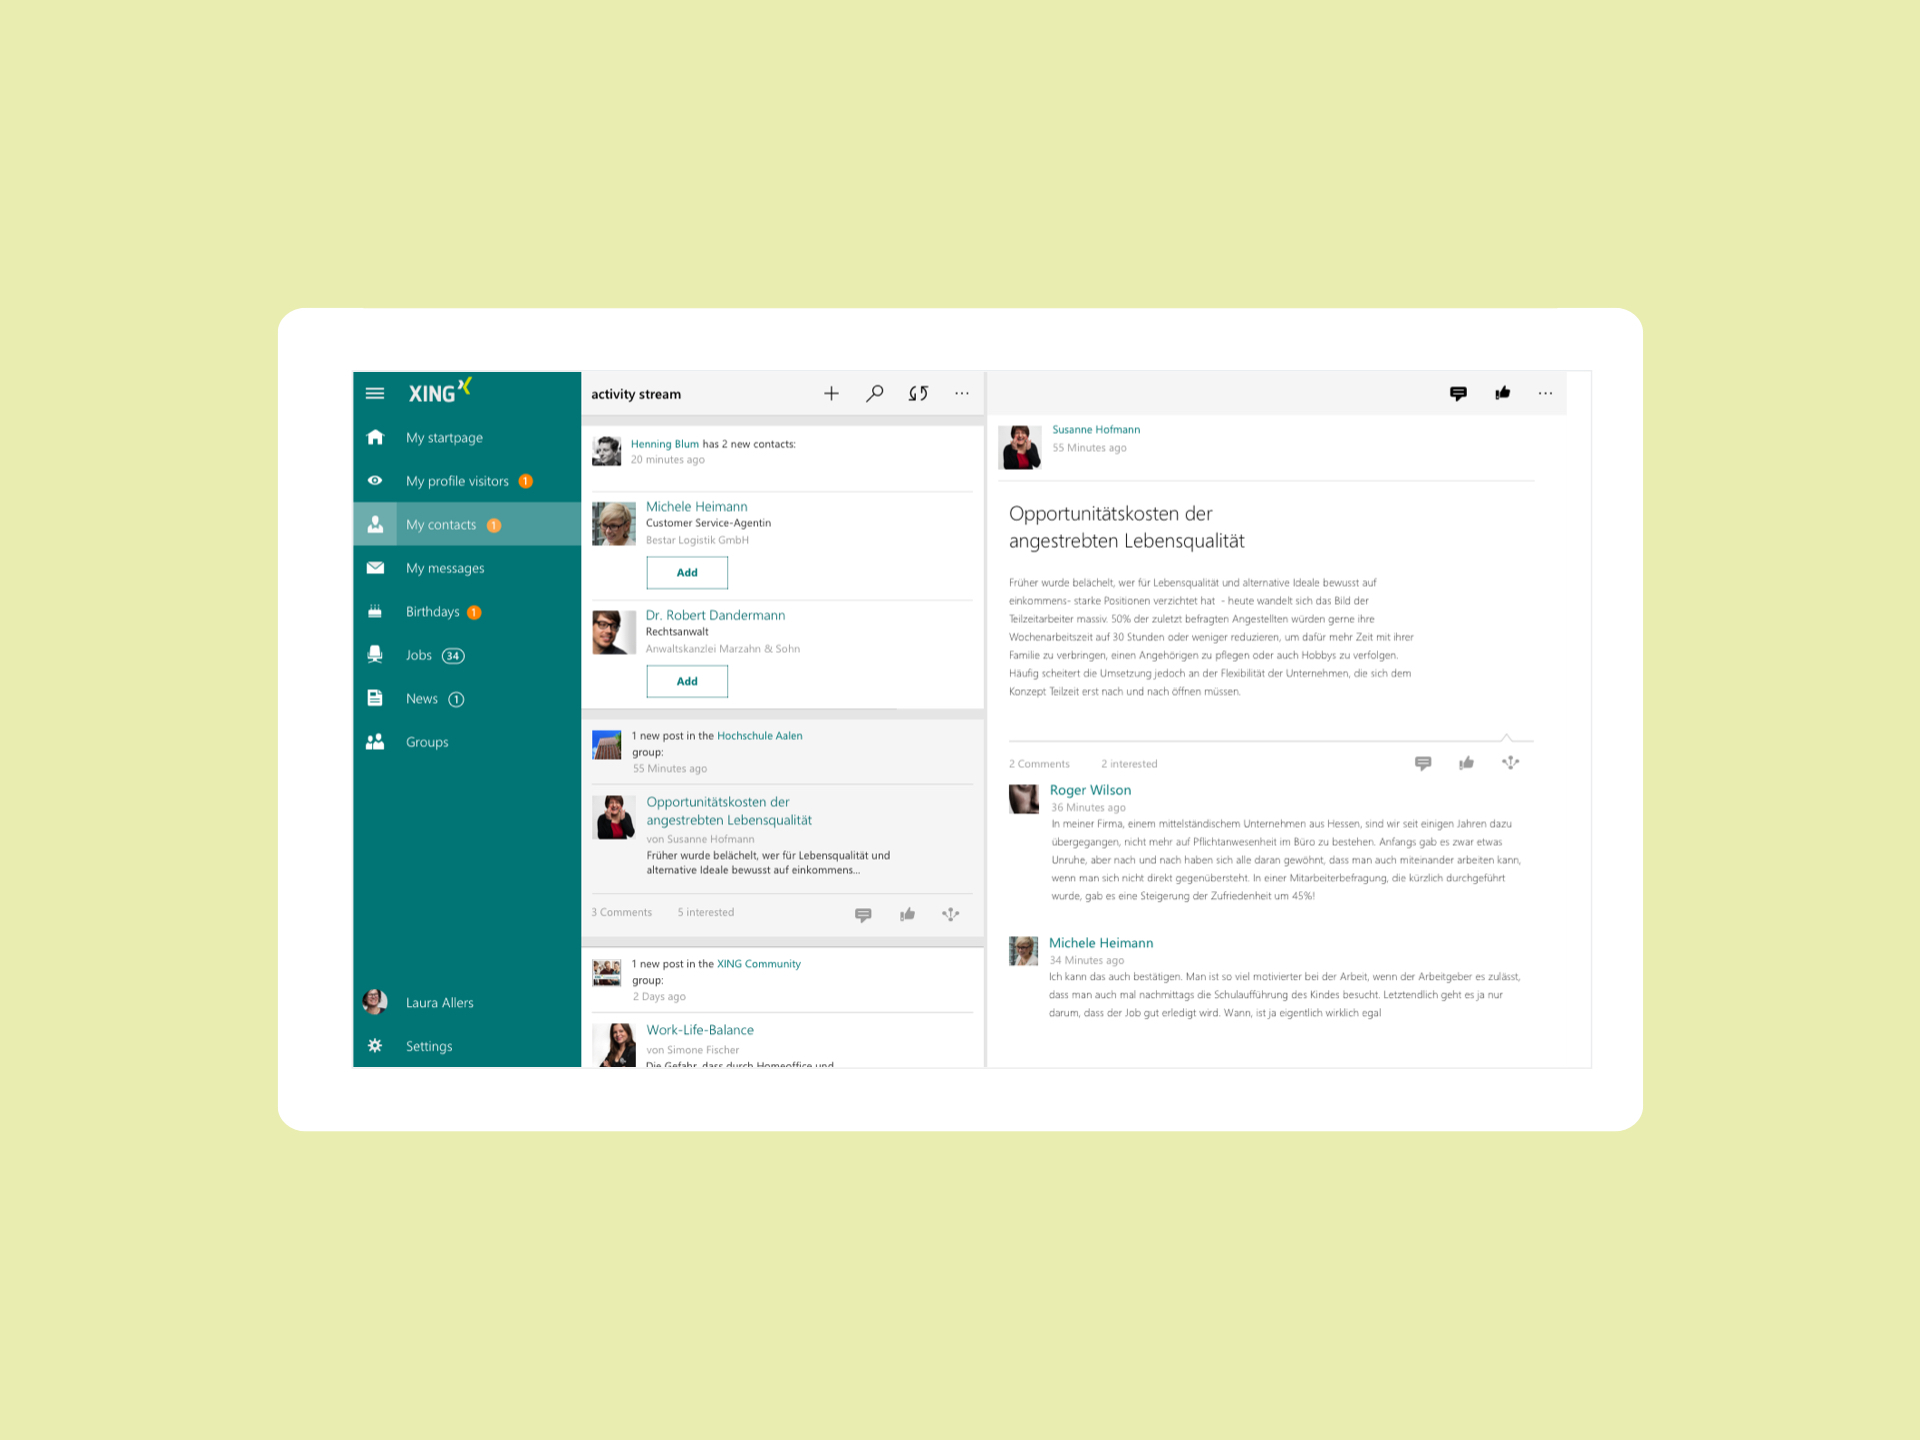 XING
My startpage
My profile visitors 1
My contacts 1
My messages
Birthdays 1
Jobs 34
News 1
Groups
Laura Allers
Settings
activity stream
Henning Blum has 2 new contacts:
20 minutes ago
Michele Heimann
Customer Service-Agentin
Bestar Logistik GmbH
Add
Dr. Robert Dandermann
Rechtsanwalt
Anwaltskanzlei Marzahn & Sohn
Add
1 new post in the Hochschule Aalen
group:
55 Minutes ago
Opportunitätskosten der
angestrebten Lebensqualität
von Susanne Hofmann
Früher wurde belächelt, wer für Lebensqualität und
alternative Ideale bewusst auf einkommens...
3 Comments 5 interested
1 new post in the XING Community
group:
2 Days ago
Work-Life-Balance
von Simone Fischer
Die Gefahr, dass durch Homeoffice und
Susanne Hofmann
55 Minutes ago
Opportunitätskosten der
angestrebten Lebensqualität
Früher wurde belächelt, wer für Lebensqualität und alternative Ideale bewusst auf
einkommens- starke Positionen verzichtet hat - heute wandelt sich das Bild der
Teilzeitarbeiter massiv. 50% der zuletzt befragten Angestellten würden gerne ihre
Wochenarbeitszeit auf 30 Stunden oder weniger reduzieren, um dafür mehr Zeit mit ihrer
Familie zu verbringen, einen Angehörigen zu pflegen oder auch Hobbys zu verfolgen.
Häufig scheitert die Umsetzung jedoch an der Flexibilität der Unternehmen, die sich dem
Konzept Teilzeit erst nach und nach öffnen müssen.
2 Comments 2 interested
Roger Wilson
36 Minutes ago
In meiner Firma, einem mittelständischem Unternehmen aus Hessen, sind wir seit einigen Jahren dazu
übergegangen, nicht mehr auf Pflichtanwesenheit im Büro zu bestehen. Anfangs gab es zwar etwas
Unruhe, aber nach und nach haben sich alle daran gewöhnt, dass man auch miteinander arbeiten kann,
wenn man sich nicht direkt gegenübersteht. In einer Mitarbeiterbefragung, die kürzlich durchgeführt
wurde, gab es eine Steigerung der Zufriedenheit um 45%!
Michele Heimann
34 Minutes ago
Ich kann das auch bestätigen. Man ist so viel motivierter bei der Arbeit, wenn der Arbeitgeber es zulässt,
dass man auch mal nachmittags die Schulaufführung des Kindes besucht. Letztendlich geht es ja nur
darum, dass der Job gut erledigt wird. Wann, ist ja eigentlich wirklich egal